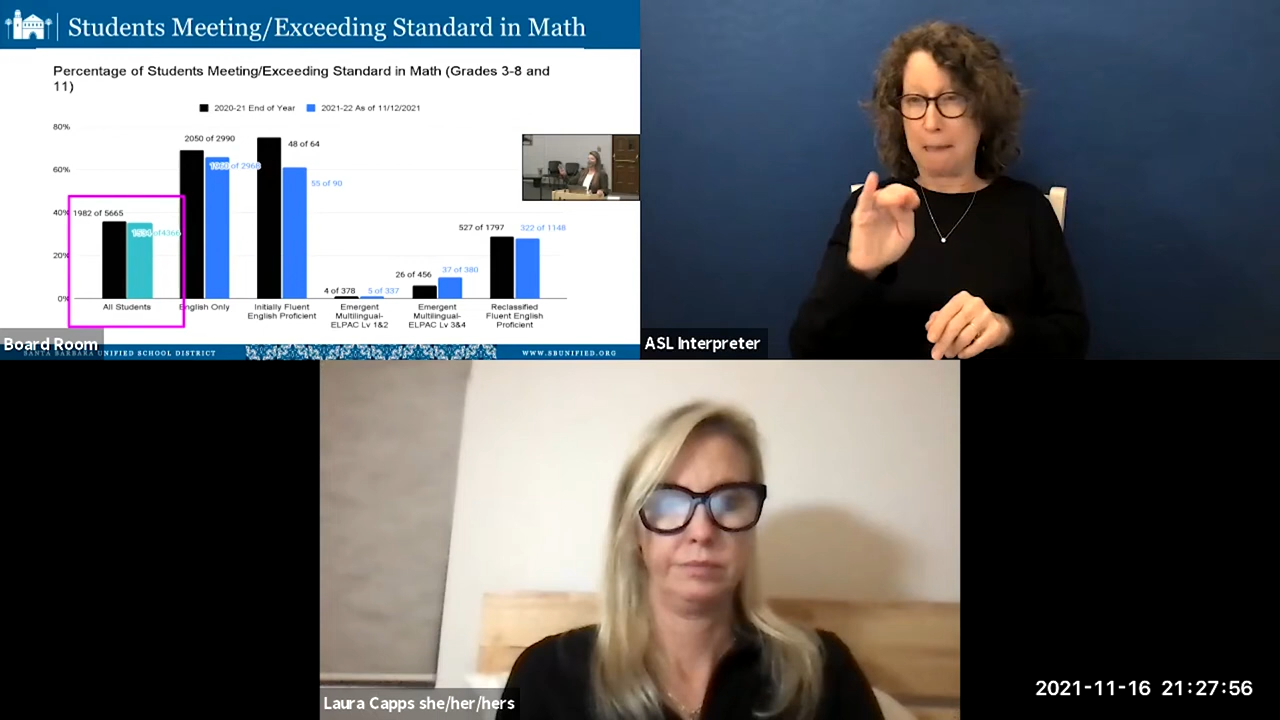 Students Meeting/Exceeding Standard in Math
Percentage of Students Meeting/Exceeding Standard in Math (Grades 3-8 and
11)
2020-21 End of Year
2021-22 As of 11/12/2021
80%
60%
40%
20%
0%
1982 of 5665
2050 of 2990
48 of 64
55 of 90
4 of 378
5 of 337
26 of 456
37 of 380
527 of 1797
322 of 1148
All Students
English Only
Initially Fluent
English Proficient
Emergent
Multilingual-
ELPAC Lv 1&2
Emergent
Multilingual-
ELPAC Lv 3&4
Reclassified
Fluent English
Proficient
Board Room
SANTA BARBARA UNIFIED SCHOOL DISTRICT
WWW.SBUNIFIED.ORG
ASL Interpreter
Laura Capps she/her/hers
2021-11-16 21:27:56